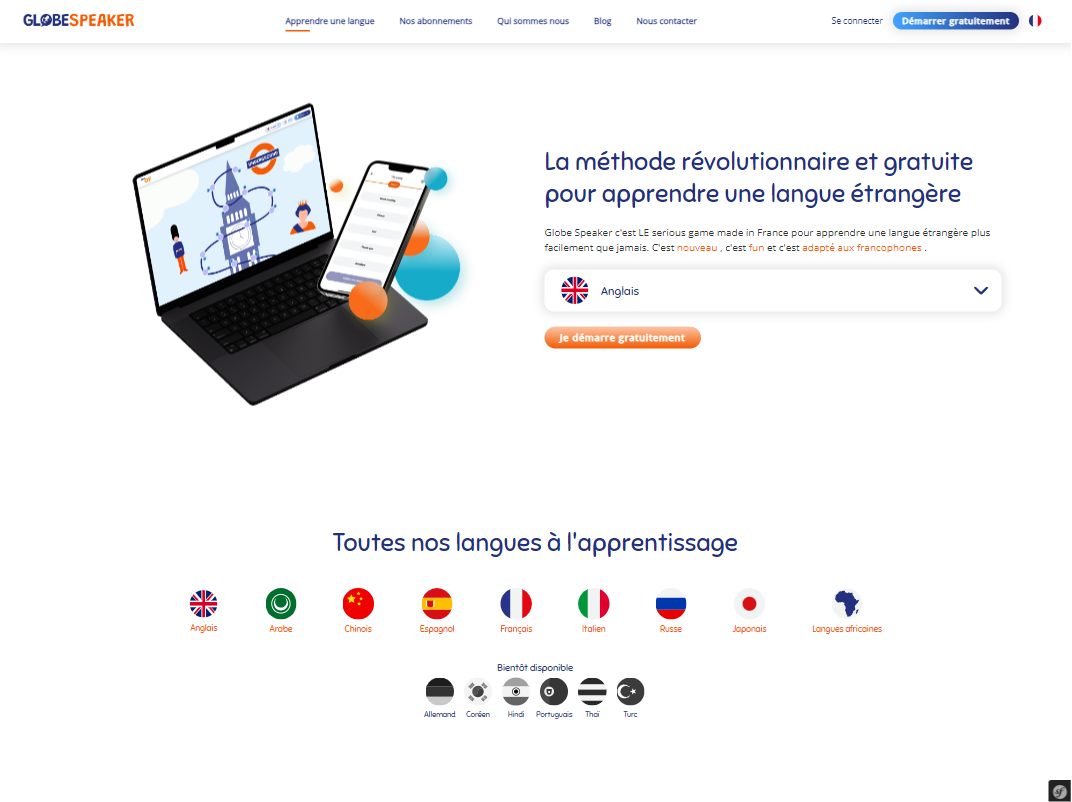 GLOBESPEAKER
Apprendre une langue
Nos abonnements
Qui sommes nous
Blog
Nous contacter
Se connecter
Démarrer gratuitement
UNDERGROUND
La méthode révolutionnaire et gratuite
pour apprendre une langue étrangère
Globe Speaker c'est LE serious game made in France pour apprendre une langue étrangère plus
facilement que jamais. C'est nouveau , c'est fun et c'est adapté aux francophones .
Anglais
Je démarre gratuitement
Toutes nos langues à l'apprentissage
Anglais
Arabe
Chinois
Espagnol
Français
Italien
Russe
Japonais
Langues africaines
Bientôt disponible
Allemand
Coréen
Hindi
Portuguais
Thaï
Turc
sf